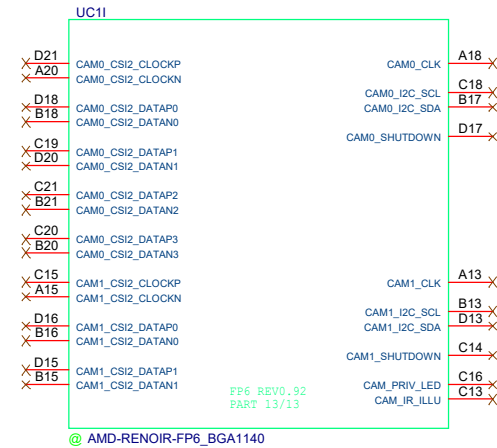 UC1I
D21 CAM0_CSI2_CLOCKP CAM0_CLK A18
A20 CAM0_CSI2_CLOCKN
CAM0_I2C_SCL C18
D18 CAM0_CSI2_DATAP0 CAM0_I2C_SDA B17
B18 CAM0_CSI2_DATAN0
CAM0_SHUTDOWN D17
C19 CAM0_CSI2_DATAP1
D20 CAM0_CSI2_DATAN1
C21 CAM0_CSI2_DATAP2
B21 CAM0_CSI2_DATAN2
C20 CAM0_CSI2_DATAP3
B20 CAM0_CSI2_DATAN3
C15 CAM1_CSI2_CLOCKP CAM1_CLK A13
A15 CAM1_CSI2_CLOCKN
CAM1_I2C_SCL B13
D16 CAM1_CSI2_DATAP0 CAM1_I2C_SDA D13
B16 CAM1_CSI2_DATAN0
CAM1_SHUTDOWN C14
D15 CAM1_CSI2_DATAP1
B15 CAM1_CSI2_DATAN1 CAM_PRIV_LED C16
FP6 REV0.92 CAM_IR_ILLU C13
PART 13/13
@ AMD-RENOIR-FP6_BGA1140